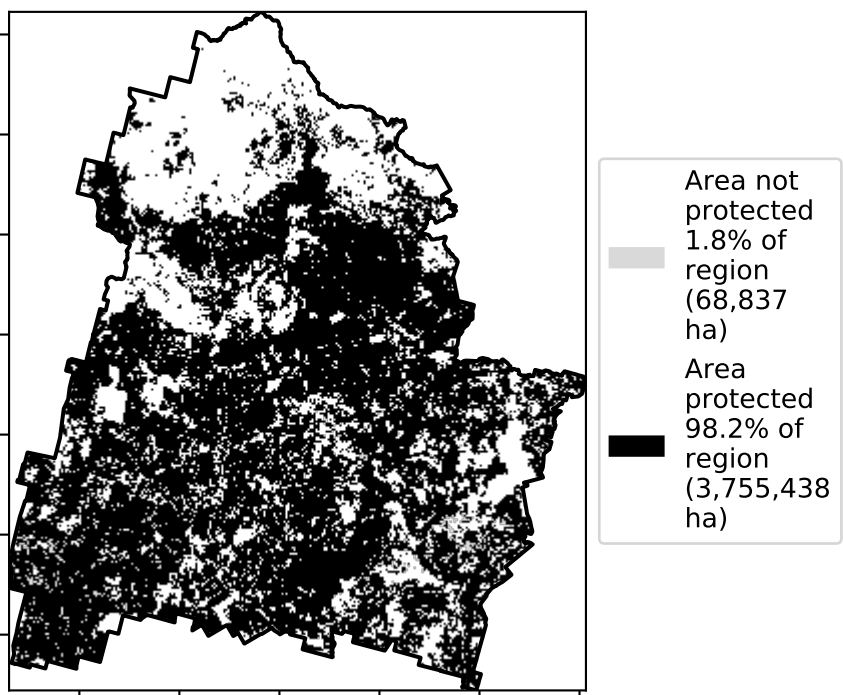 Area not
protected
1.8% of
region
(68,837
ha)
Area
protected
98.2% of
region
(3,755,438
ha)